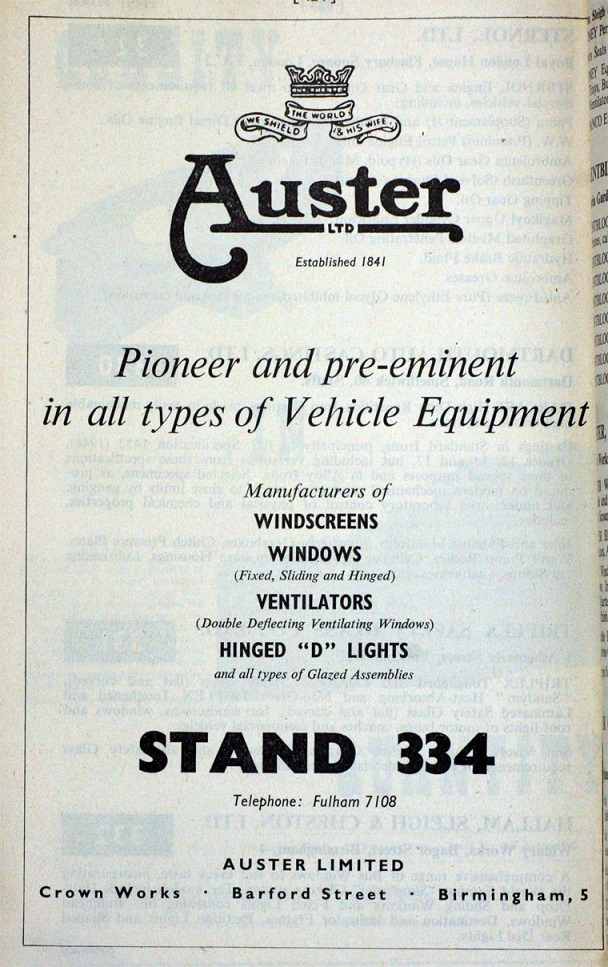 WE SHIELD
THE WORLD
& HIS WIFE
Auster
LTD
Established 1841
Pioneer and pre-eminent
in all types of Vehicle Equipment
Manufacturers of
WINDSCREENS
WINDOWS
(Fixed, Sliding and Hinged)
VENTILATORS
(Double Deflecting Ventilating Windows)
HINGED “D” LIGHTS
and all types of Glazed Assemblies
STAND 334
Telephone: Fulham 7108
AUSTER LIMITED
Crown Works · Barford Street · Birmingham, 5